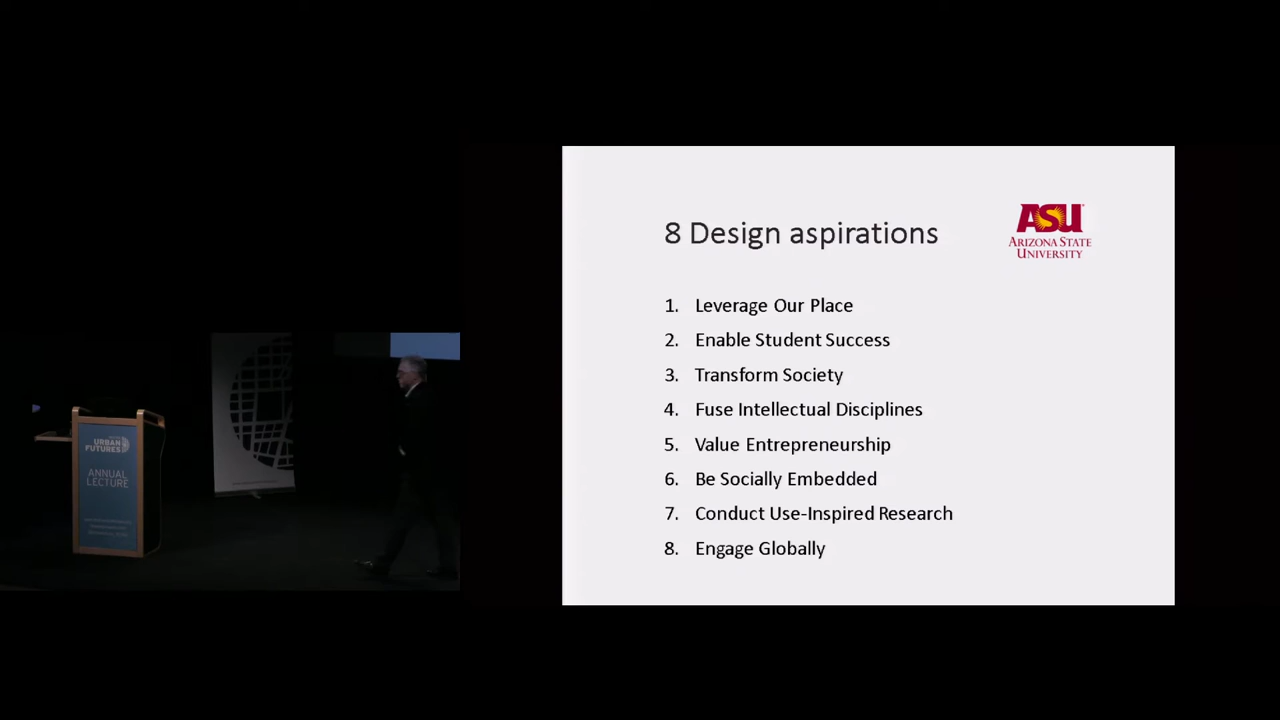 URBAN
FUTURES
ANNUAL
LECTURE
8 Design aspirations
ASU
ARIZONA STATE
UNIVERSITY
1. Leverage Our Place
2. Enable Student Success
3. Transform Society
4. Fuse Intellectual Disciplines
5. Value Entrepreneurship
6. Be Socially Embedded
7. Conduct Use-Inspired Research
8. Engage Globally